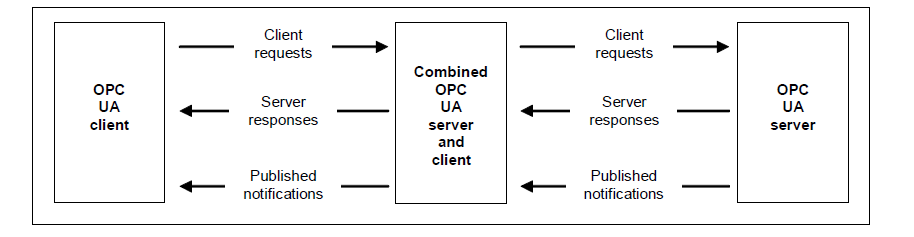 OPC
UA
client
Client
requests
Server
responses
Published
notifications
Combined
OPC
UA
server
and
client
Client
requests
Server
responses
Published
notifications
OPC
UA
server